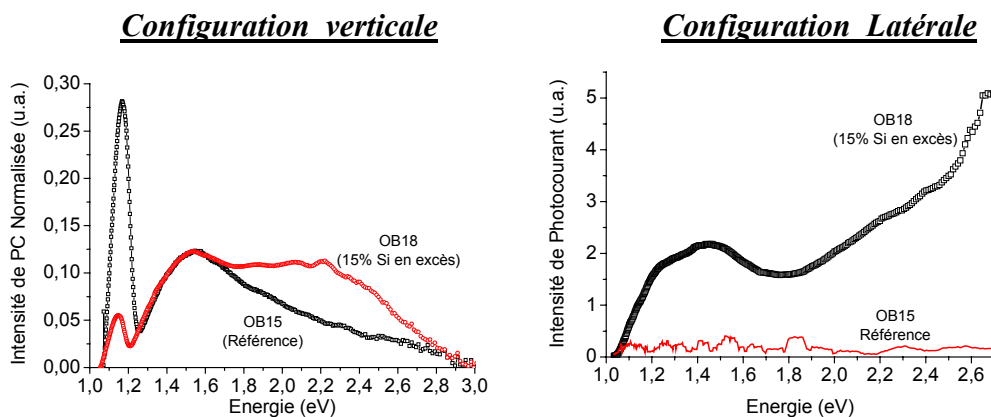 Configuration verticale
Intensité de PC Normalisée (u.a.)
0,30
0,25
0,20
0,15
0,10
0,05
0,00
OB18
(15% Si en excès)
OB15
(Référence)
1,0 1,2 1,4 1,6 1,8 2,0 2,2 2,4 2,6 2,8 3,0
Energie (eV)
Configuration Latérale
Intensité de Photocourant (u.a.)
5
4
3
2
1
0
OB18
(15% Si en excès)
OB15
Référence
1,0 1,2 1,4 1,6 1,8 2,0 2,2 2,4 2,6
Energie (eV)